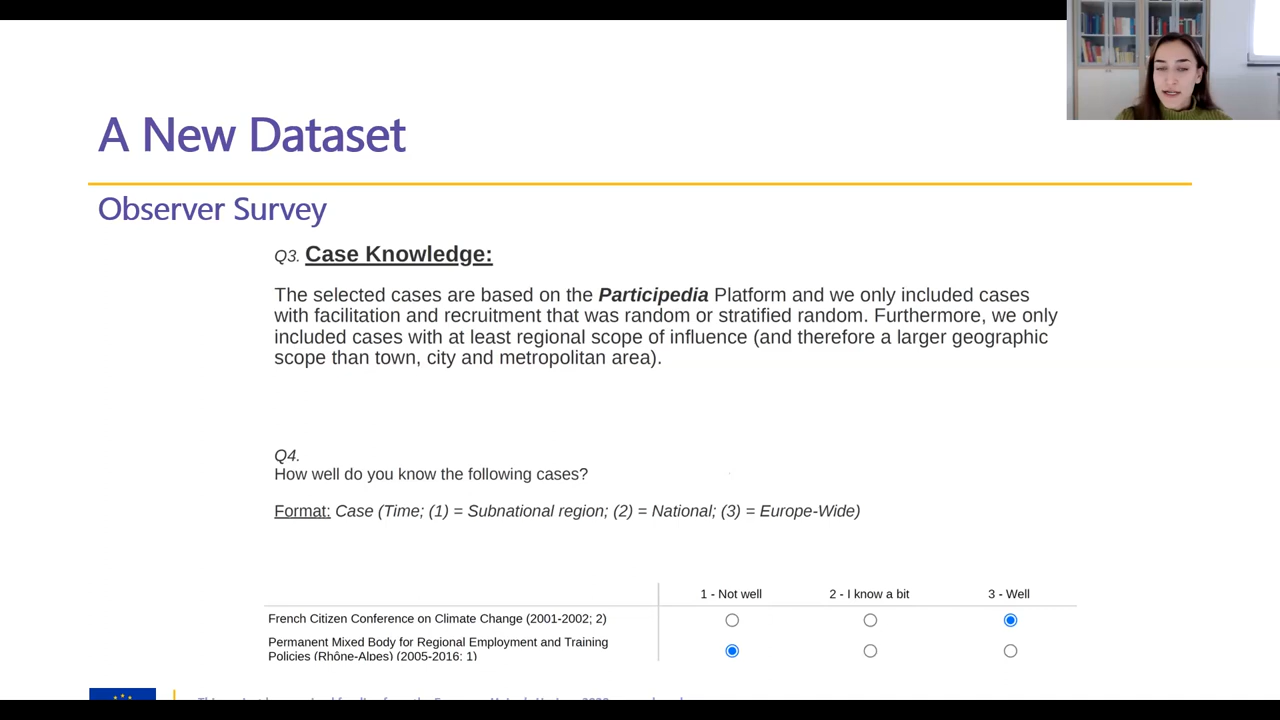 A New Dataset
Observer Survey
Q3. Case Knowledge:
The selected cases are based on the Participedia Platform and we only included cases
with facilitation and recruitment that was random or stratified random. Furthermore, we only
included cases with at least regional scope of influence (and therefore a larger geographic
scope than town, city and metropolitan area).
Q4.
How well do you know the following cases?
Format: Case (Time; (1) = Subnational region; (2) = National; (3) = Europe-Wide)
1 - Not well 2 - I know a bit 3 - Well
French Citizen Conference on Climate Change (2001-2002; 2)
Permanent Mixed Body for Regional Employment and Training
Policies (Rhône-Alpes) (2005-2016; 1)